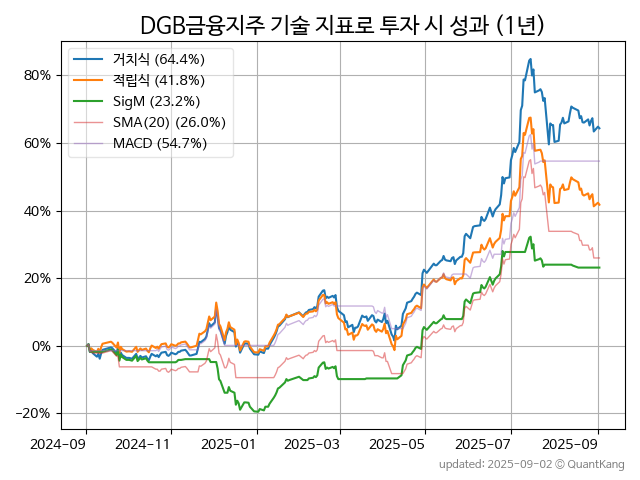 DGB금융지주 기술 지표로 투자 시 성과 (1년)
거치식 (64.4%)
적립식 (41.8%)
SigM (23.2%)
SMA(20) (26.0%)
MACD (54.7%)
80%
60%
40%
20%
0%
−20%
2024-09 2024-11 2025-01 2025-03 2025-05 2025-07 2025-09
updated: 2025-09-02 © QuantKang